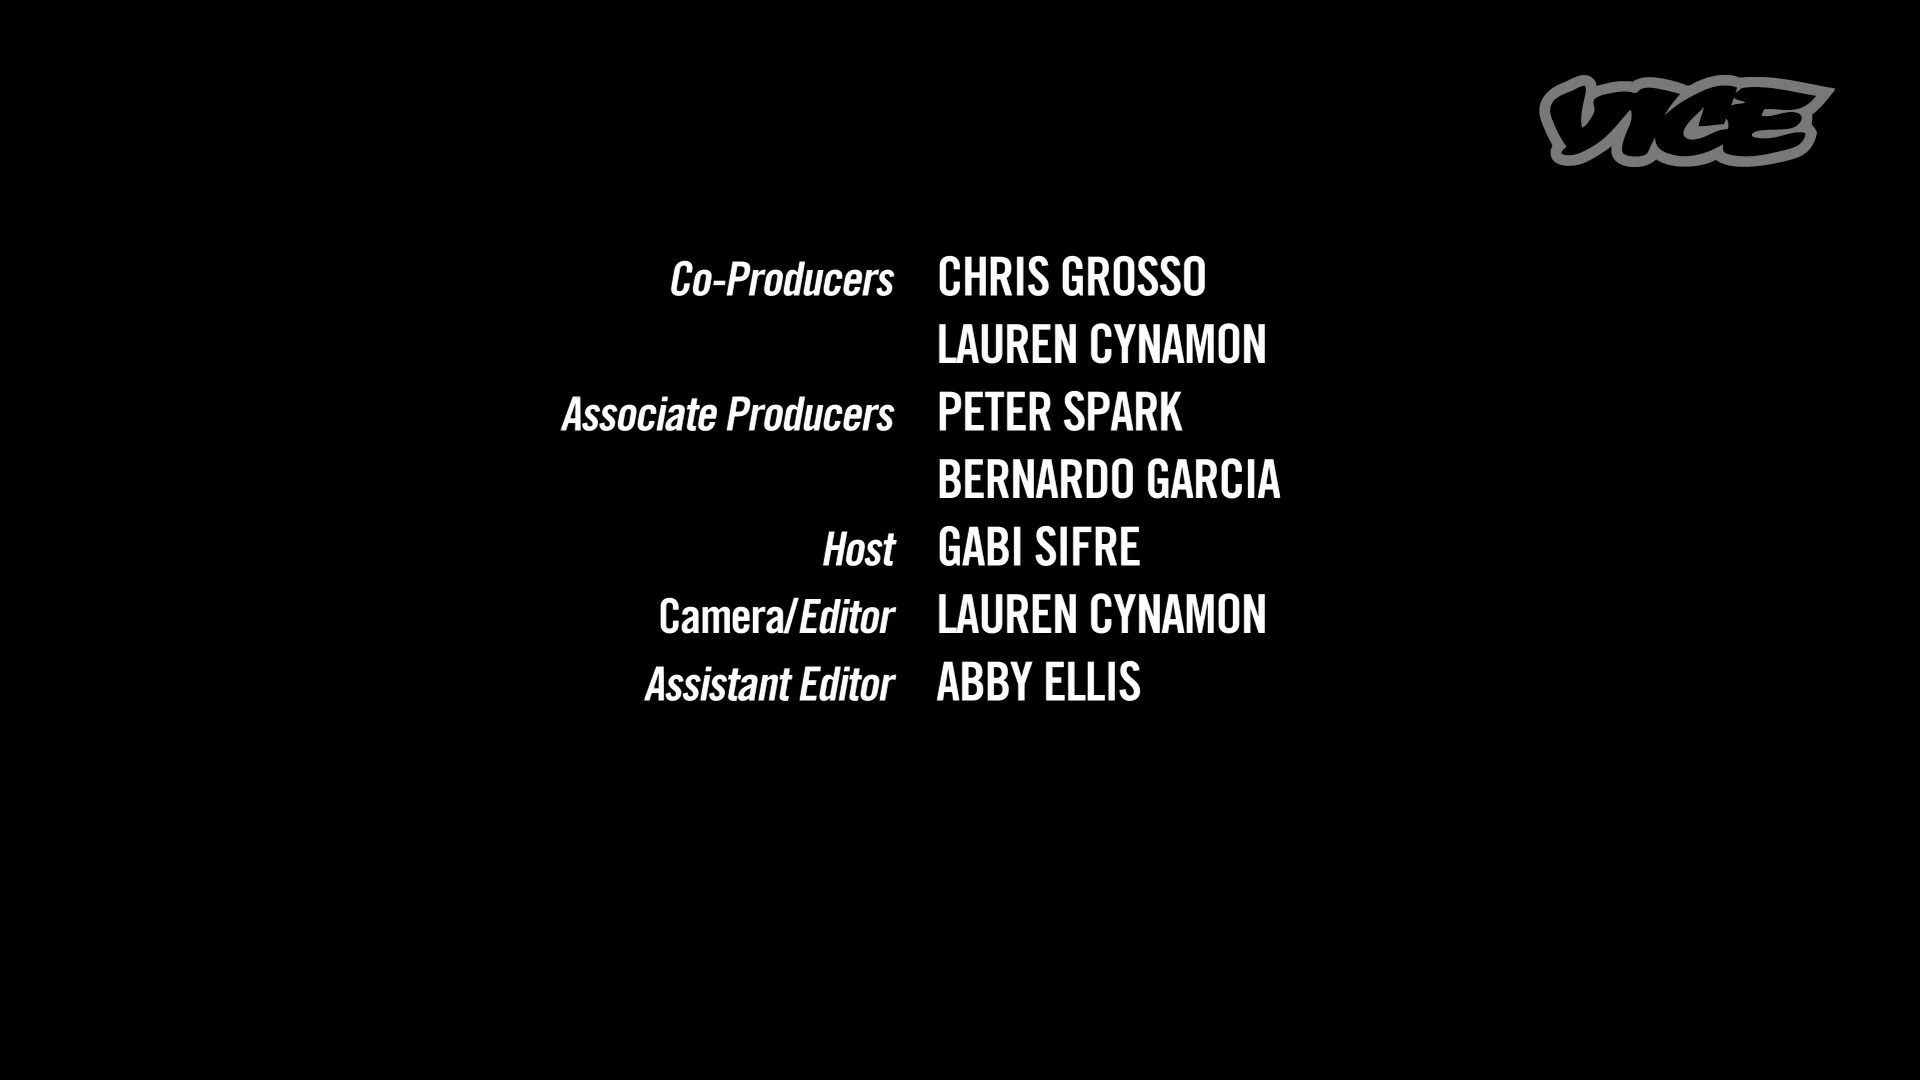 VICE
Co-Producers CHRIS GROSSO
LAUREN CYNAMON
Associate Producers PETER SPARK
BERNARDO GARCIA
Host GABI SIFRE
Camera/Editor LAUREN CYNAMON
Assistant Editor ABBY ELLIS